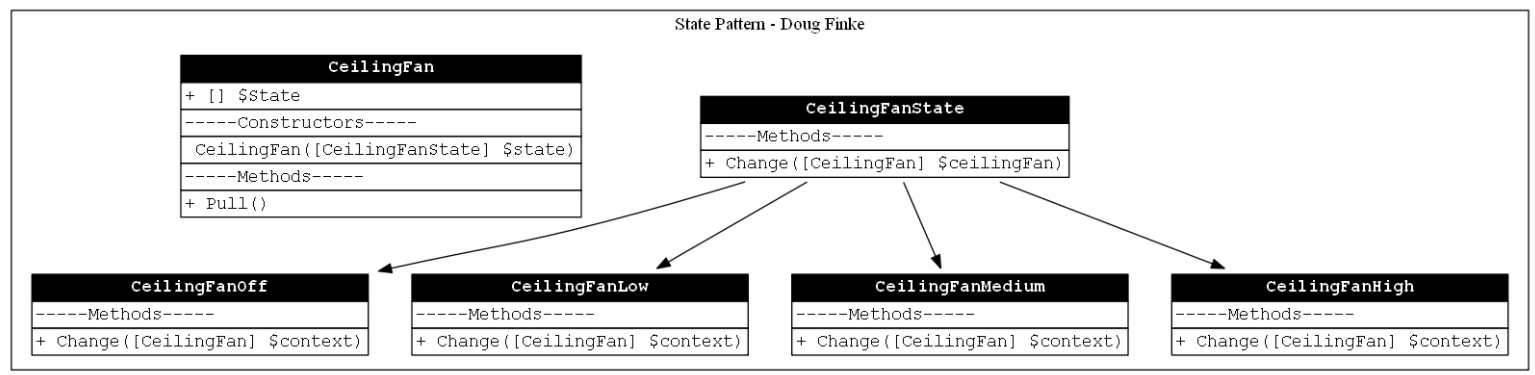 State Pattern - Doug Finke
CeilingFan
+ [] $State
-----Constructors-----
CeilingFan([CeilingFanState] $state)
-----Methods-----
+ Pull()
CeilingFanState
-----Methods-----
+ Change([CeilingFan] $ceilingFan)
CeilingFanOff
-----Methods-----
+ Change([CeilingFan] $context)
CeilingFanLow
-----Methods-----
+ Change([CeilingFan] $context)
CeilingFanMedium
-----Methods-----
+ Change([CeilingFan] $context)
CeilingFanHigh
-----Methods-----
+ Change([CeilingFan] $context)